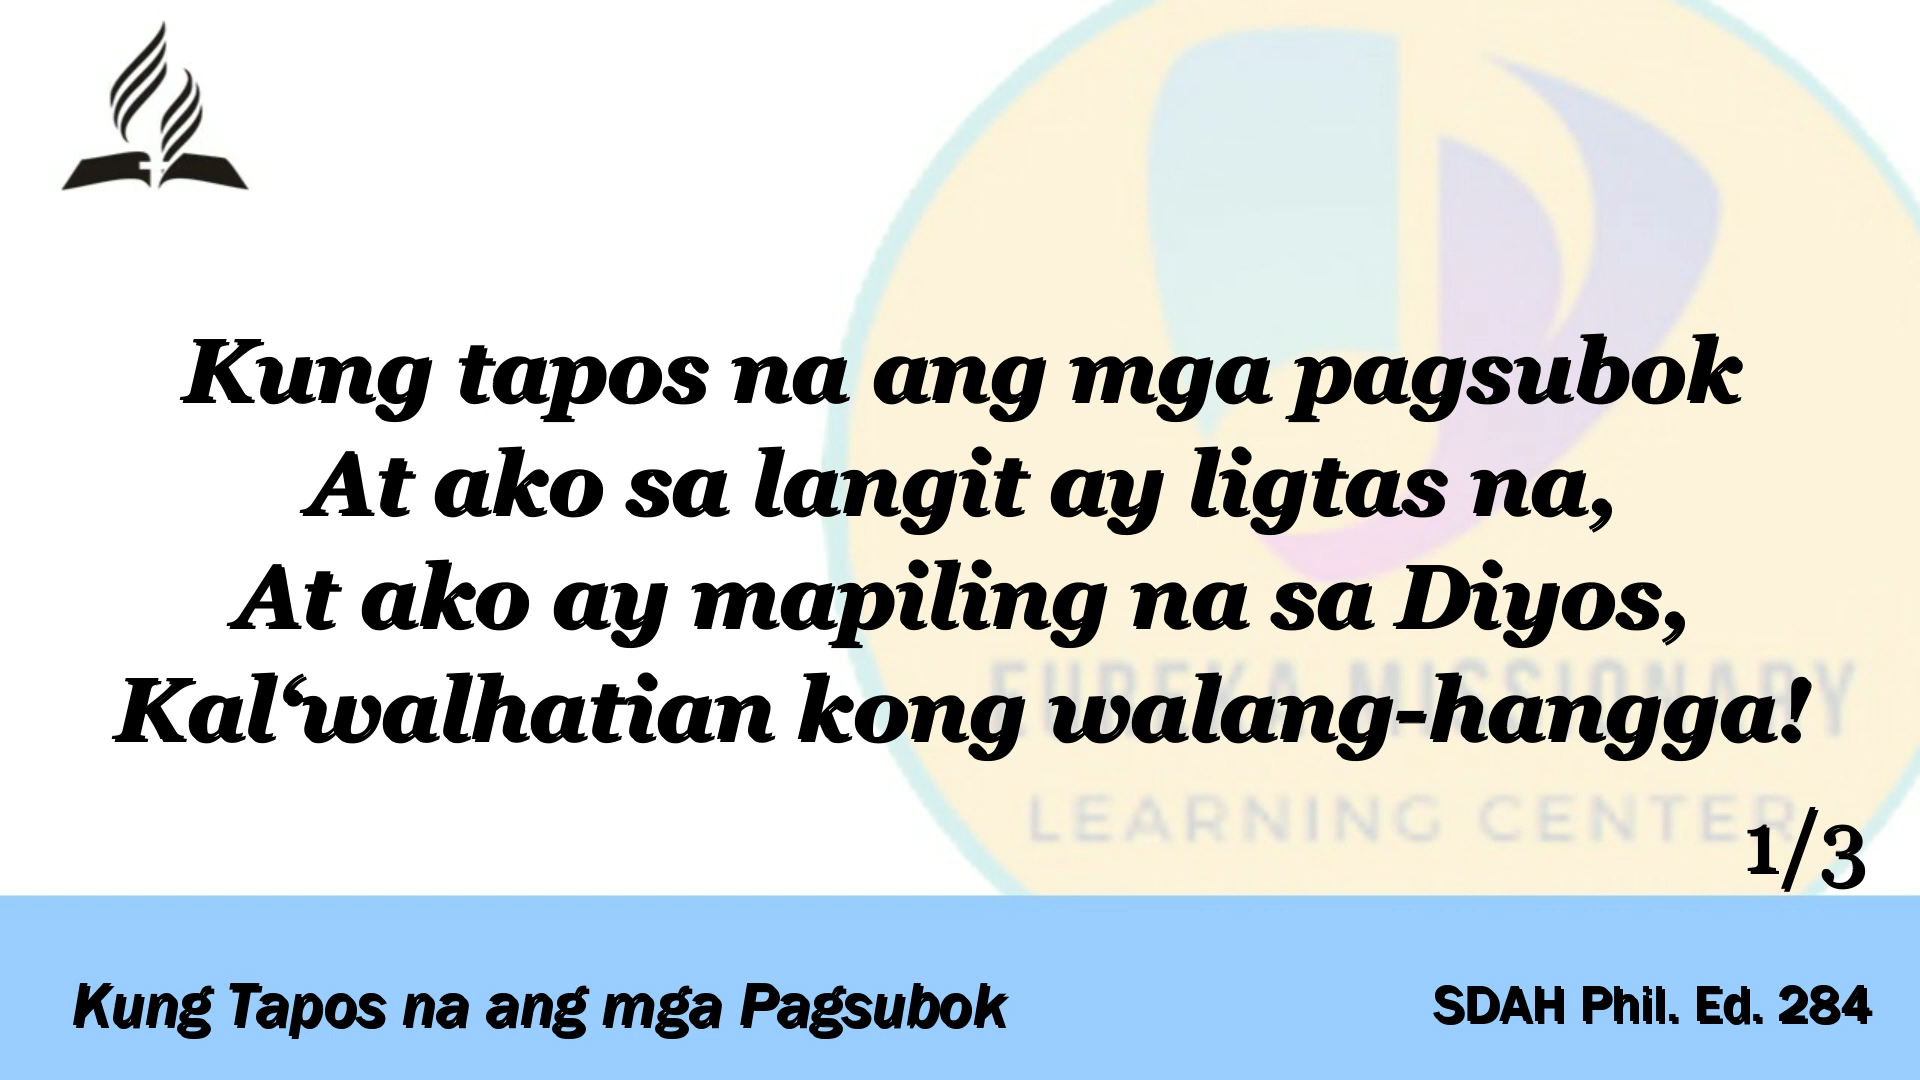 Kung tapos na ang mga pagsubok
At ako sa langit ay ligtas na,
At ako ay mapiling na sa Diyos,
Kal‘walhatian kong walang-hangga!
EUREKA MISSIONARY
LEARNING CENTER
1/3
Kung Tapos na ang mga Pagsubok
SDAH Phil. Ed. 284